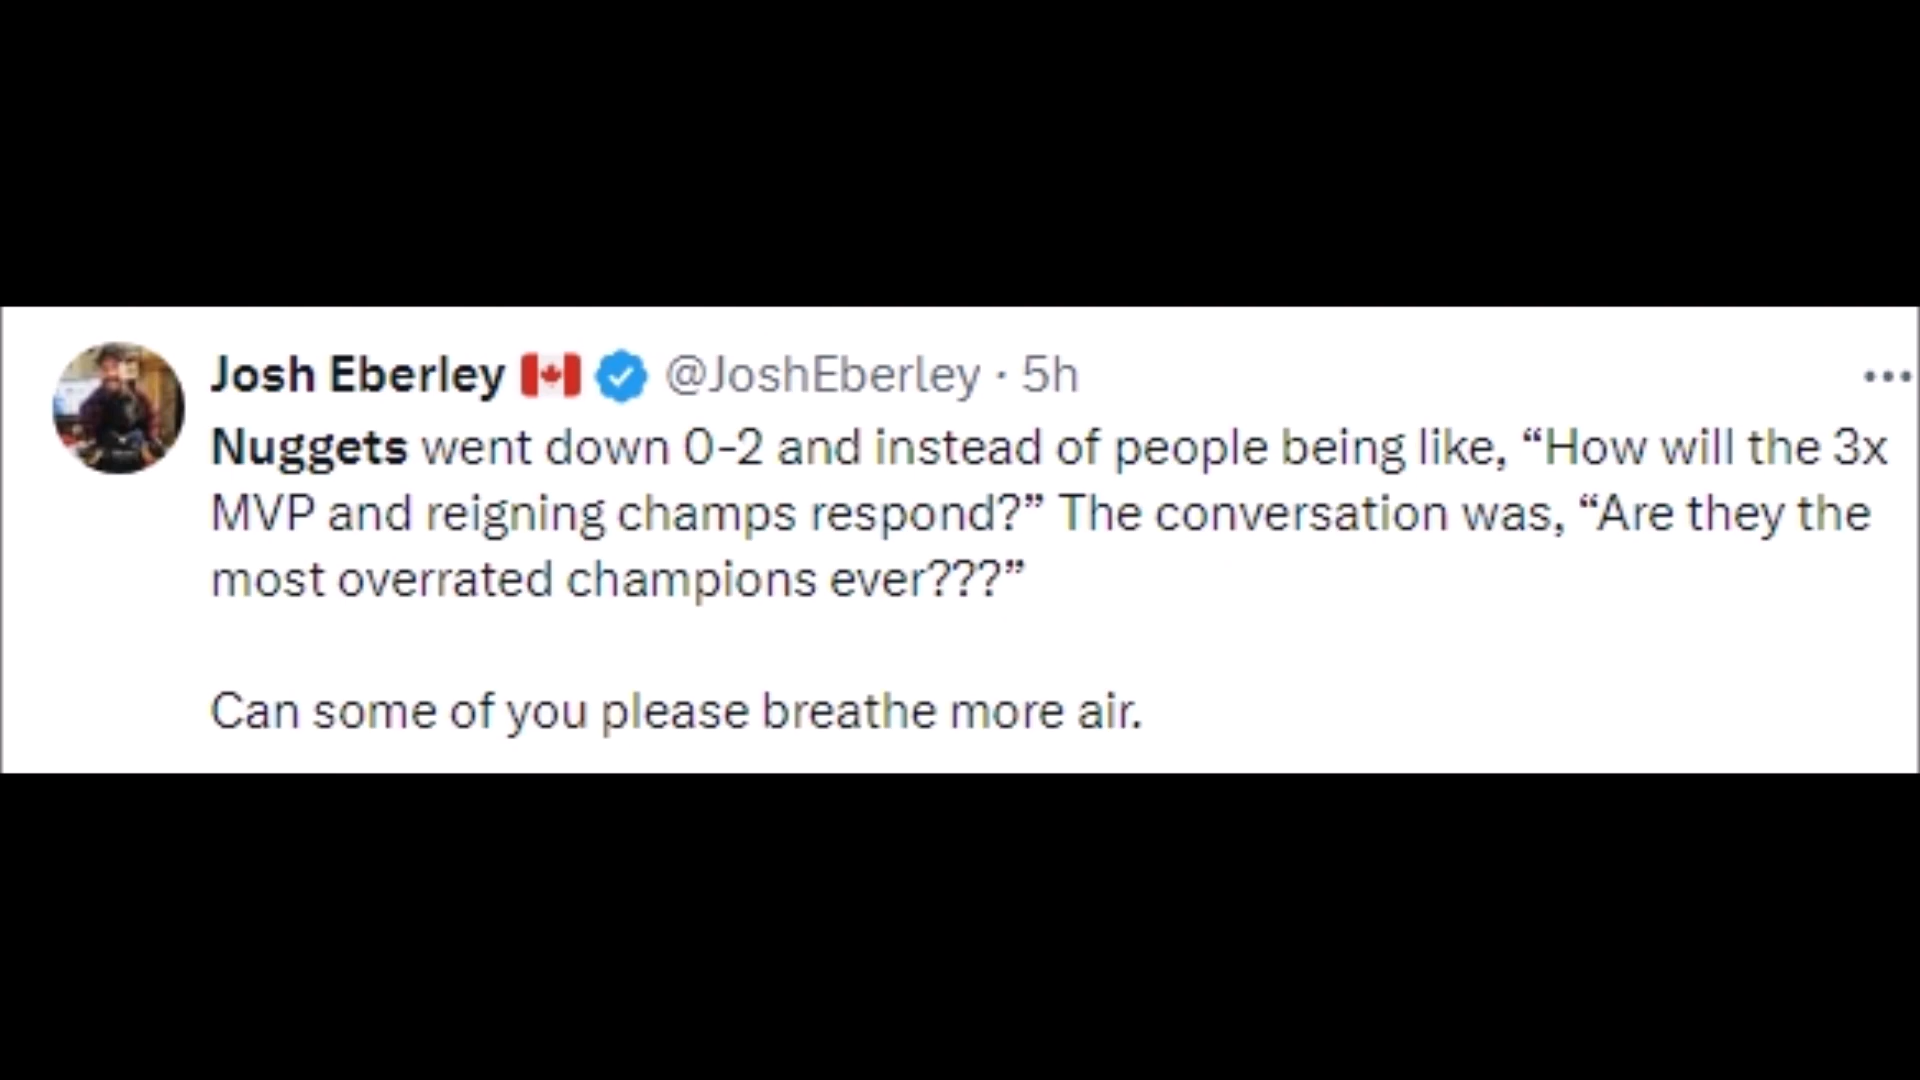 Josh Eberley 🇨🇦 @JoshEberley · 5h
Nuggets went down 0-2 and instead of people being like, “How will the 3x
MVP and reigning champs respond?” The conversation was, “Are they the
most overrated champions ever???”
Can some of you please breathe more air.